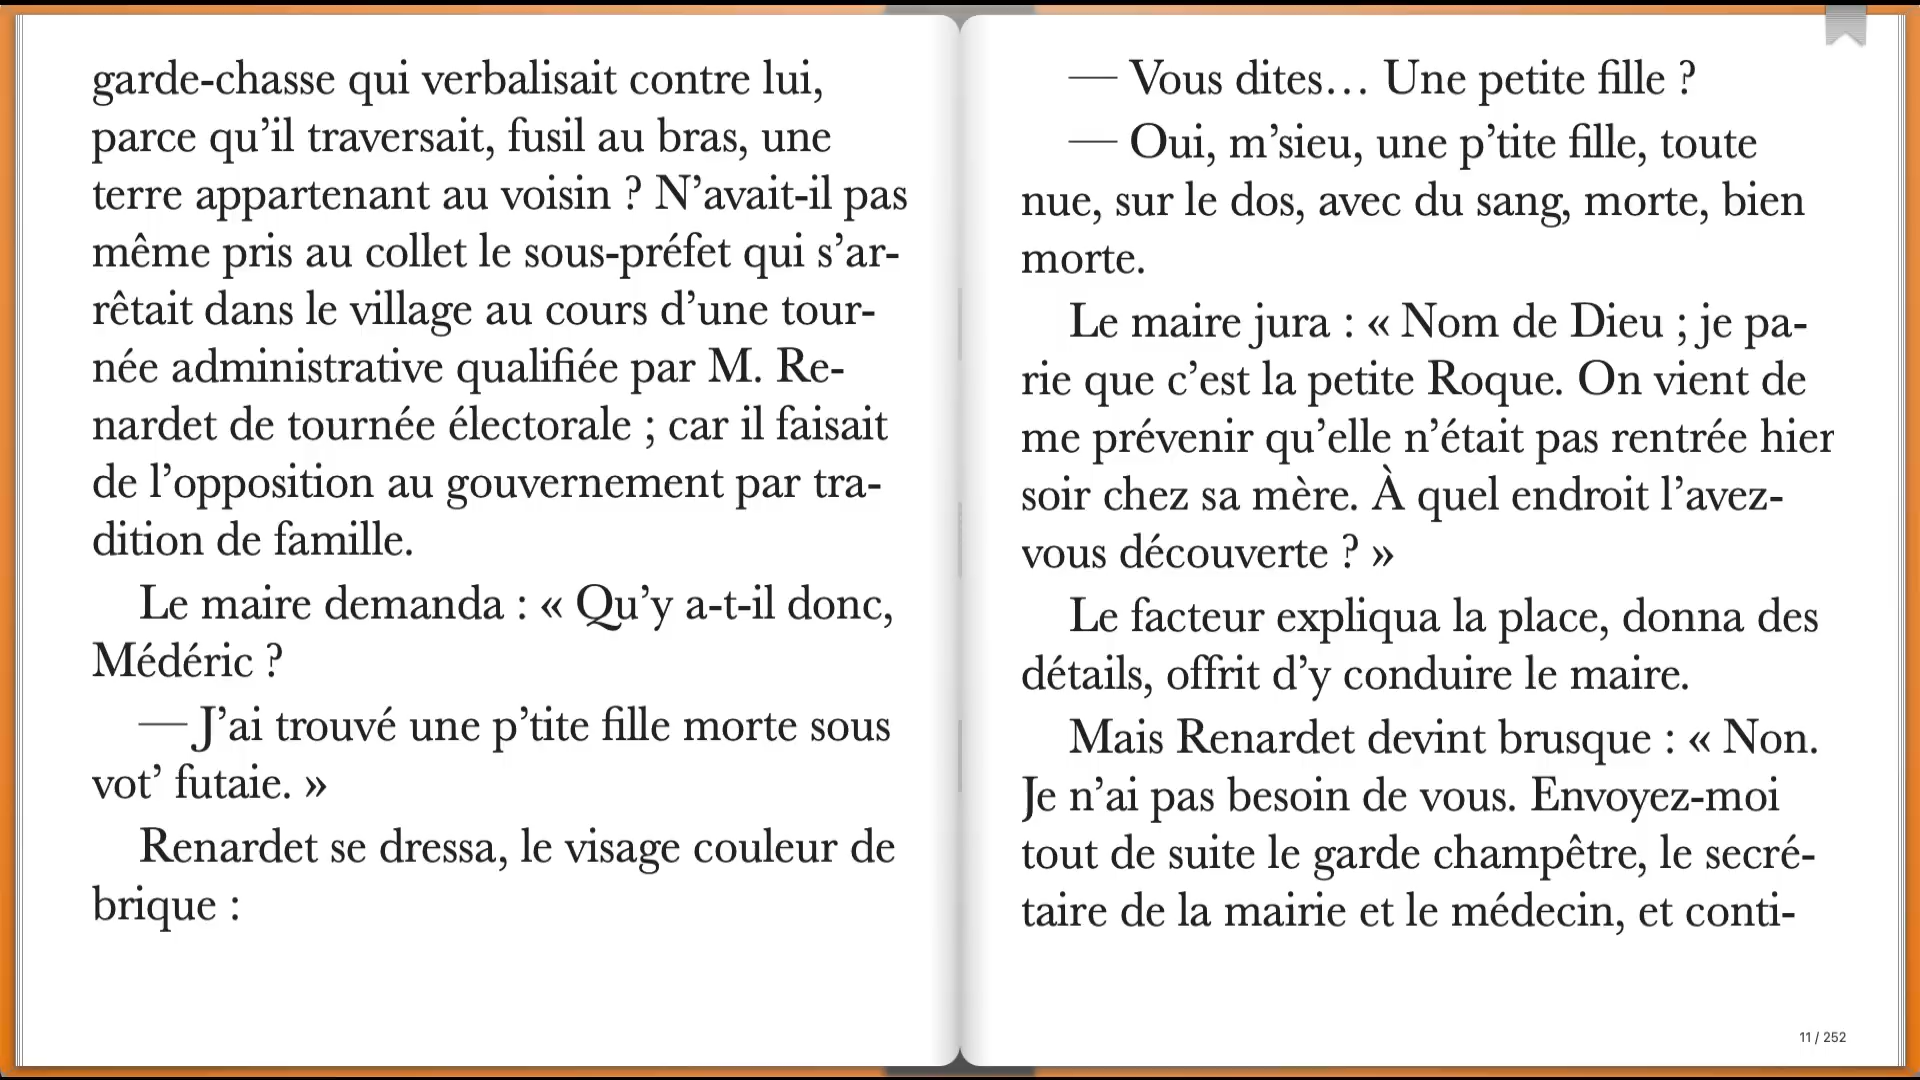 garde-chasse qui verbalisait contre lui,
parce qu’il traversait, fusil au bras, une
terre appartenant au voisin ? N’avait-il pas
même pris au collet le sous-préfet qui s’ar-
rêtait dans le village au cours d’une tour-
née administrative qualifiée par M. Re-
nardet de tournée électorale ; car il faisait
de l’opposition au gouvernement par tra-
dition de famille.
Le maire demanda : « Qu’y a-t-il donc,
Médéric ?
— J’ai trouvé une p’tite fille morte sous
vot’ futaie. »
Renardet se dressa, le visage couleur de
brique :
— Vous dites… Une petite fille ?
— Oui, m’sieu, une p’tite fille, toute
nue, sur le dos, avec du sang, morte, bien
morte.
Le maire jura : « Nom de Dieu ; je pa-
rie que c’est la petite Roque. On vient de
me prévenir qu’elle n’était pas rentrée hier
soir chez sa mère. À quel endroit l’avez-
vous découverte ? »
Le facteur expliqua la place, donna des
détails, offrit d’y conduire le maire.
Mais Renardet devint brusque : « Non.
Je n’ai pas besoin de vous. Envoyez-moi
tout de suite le garde champêtre, le secré-
taire de la mairie et le médecin, et conti-
11 / 252